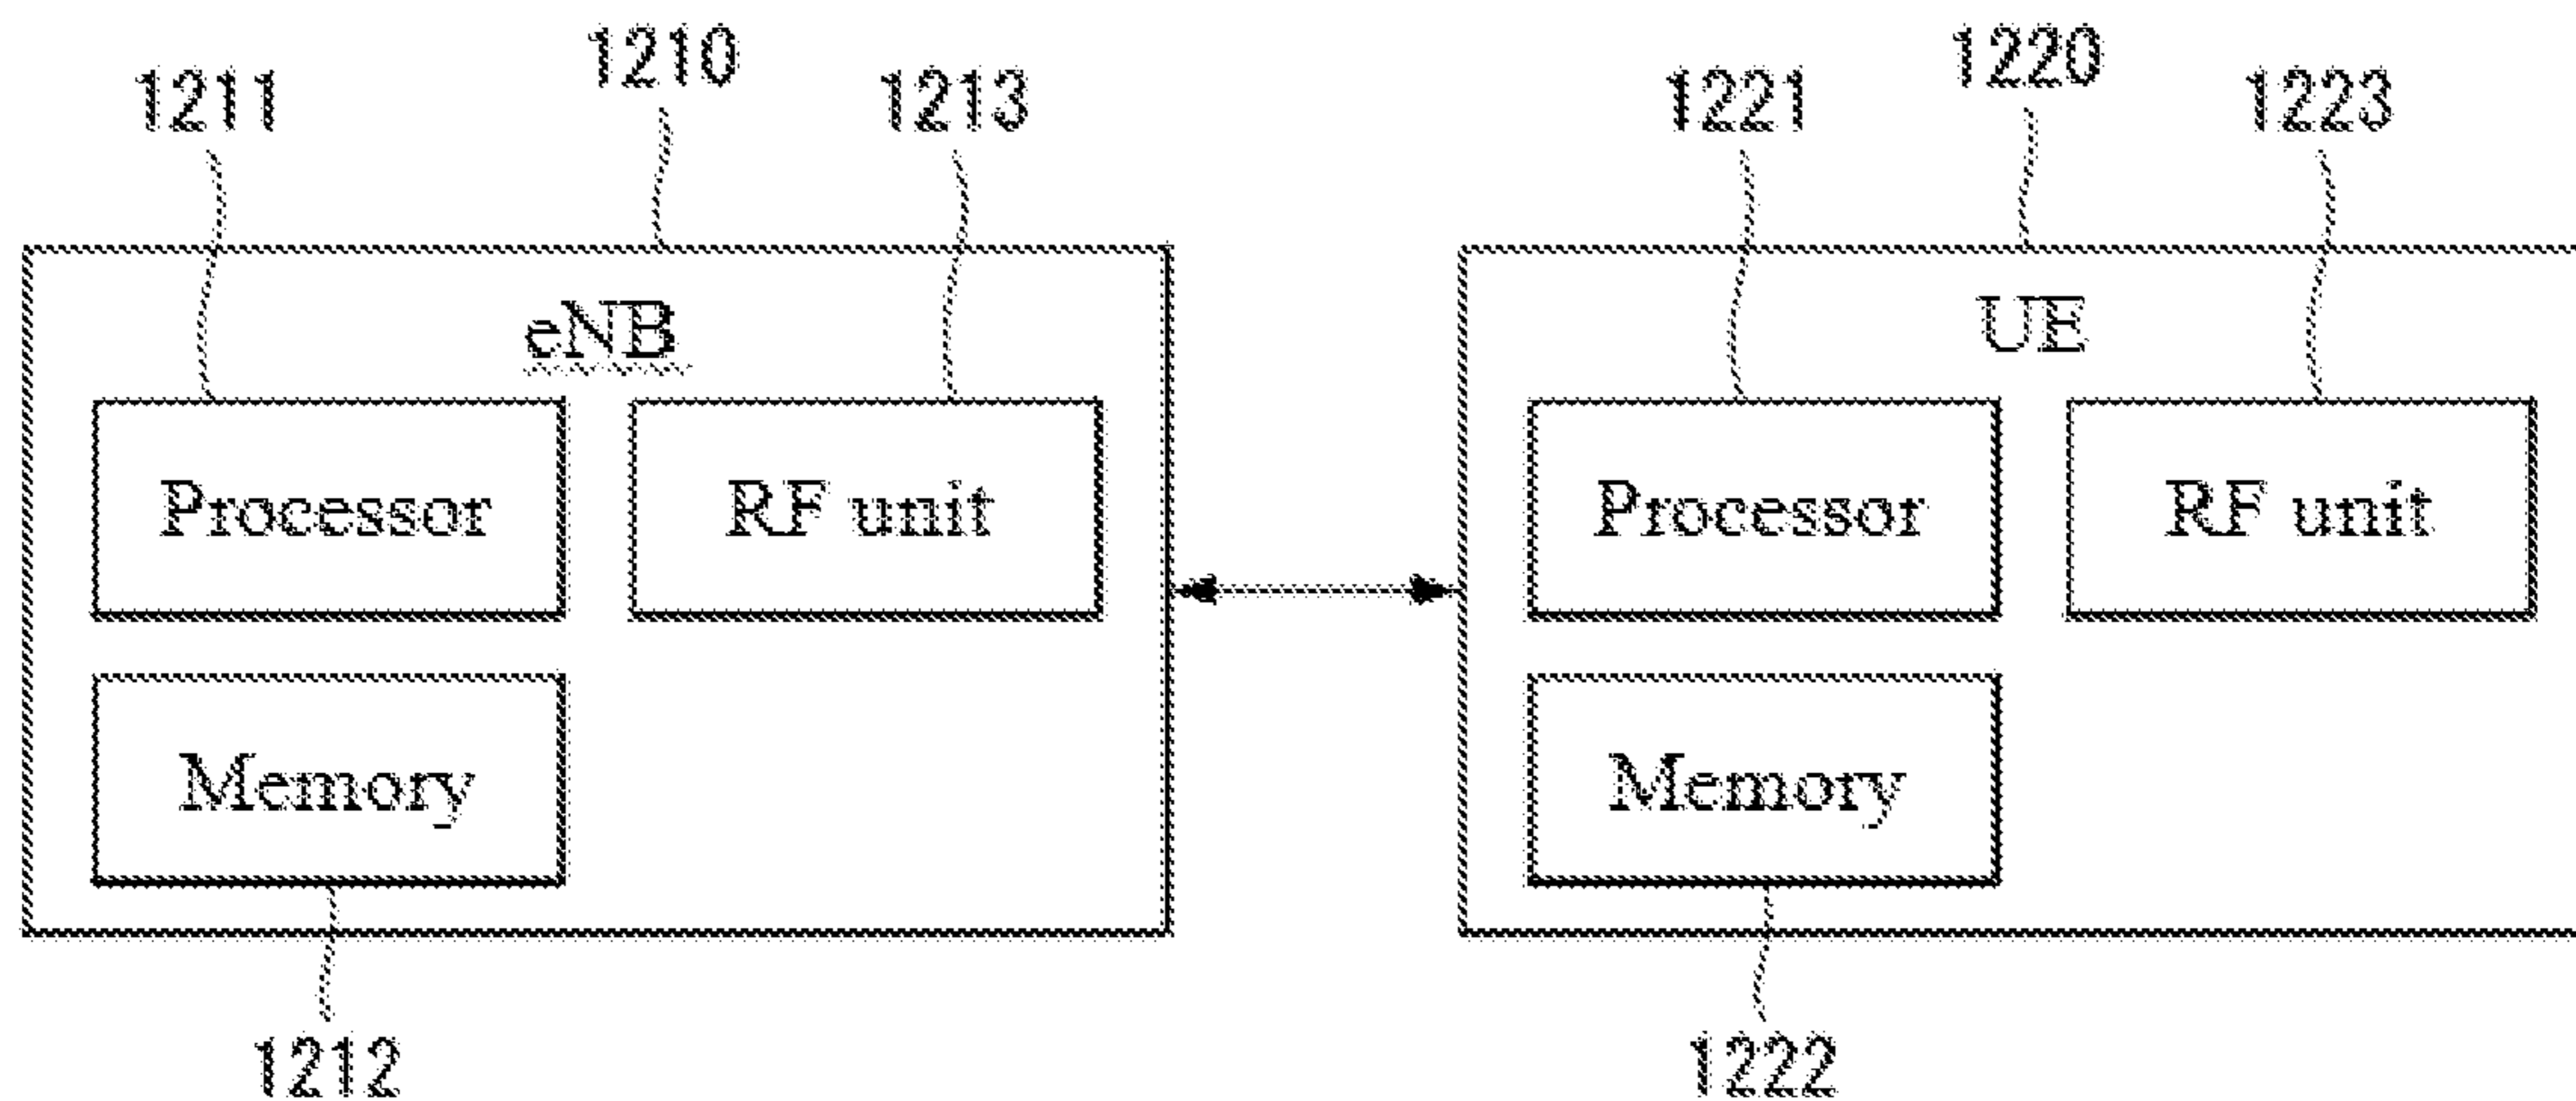 1210 1220
1211 1213 1221 1223
eNB UE
Processor RF unit Processor RF unit
Memory Memory
1212 1222